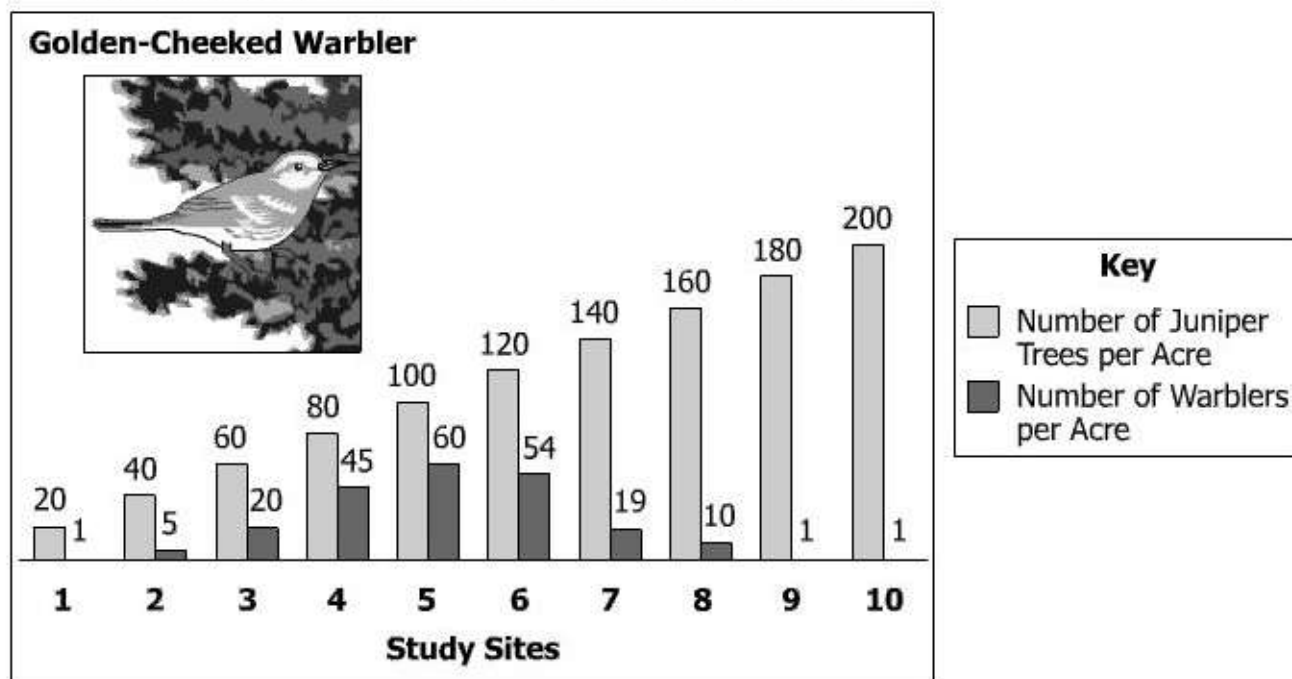 Golden-Cheeked Warbler
20
1
40
5
60
20
80
45
100
60
120
54
140
19
160
10
180
1
200
1
1 2 3 4 5 6 7 8 9 10
Study Sites
Key
Number of Juniper
Trees per Acre
Number of Warblers
per Acre